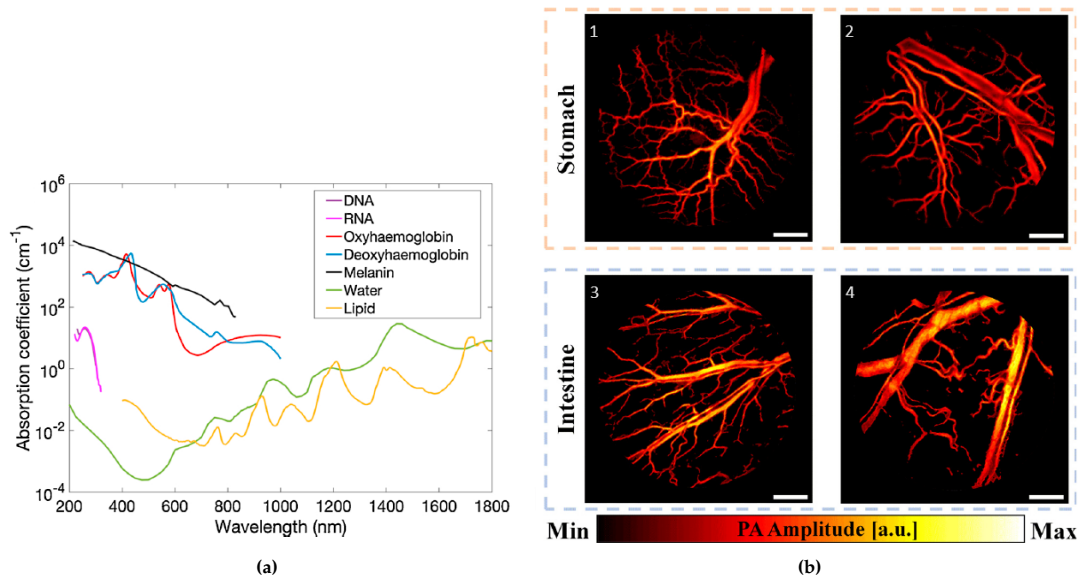 10^6
10^4
10^2
10^0
10^-2
10^-4
Absorption coefficient (cm^-1)
DNA
RNA
Oxyhaemoglobin
Deoxyhaemoglobin
Melanin
Water
Lipid
200 400 600 800 1000 1200 1400 1600 1800
Wavelength (nm)
(a)
Stomach
1
2
Intestine
3
4
Min PA Amplitude [a.u.] Max
(b)